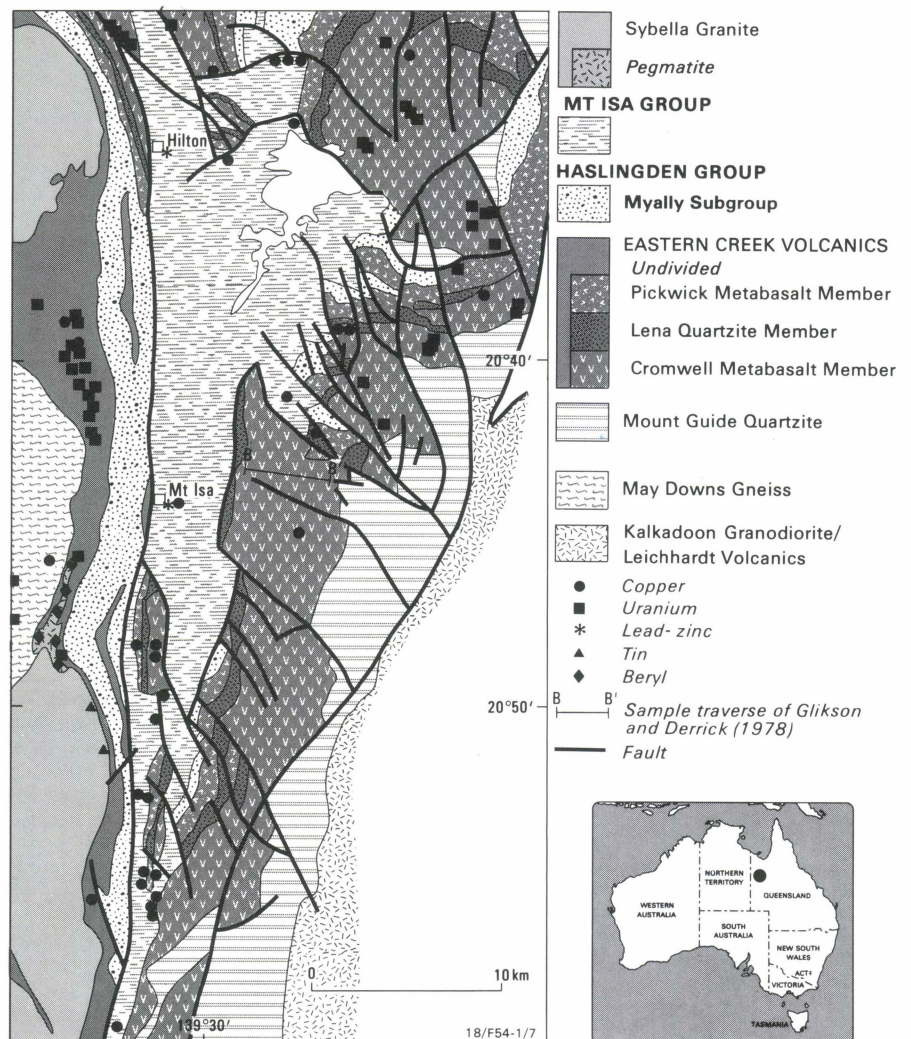 Hilton
Mt Isa
B
B'
20°40'
20°50'
139°30'
0 10 km
18/F54-1/7
Sybella Granite
Pegmatite
MT ISA GROUP
HASLINGDEN GROUP
Myally Subgroup
EASTERN CREEK VOLCANICS
Undivided
Pickwick Metabasalt Member
Lena Quartzite Member
Cromwell Metabasalt Member
Mount Guide Quartzite
May Downs Gneiss
Kalkadoon Granodiorite/
Leichhardt Volcanics
Copper
Uranium
Lead-zinc
Tin
Beryl
B B'
Sample traverse of Glikson
and Derrick (1978)
Fault
NORTHERN
TERRITORY
QUEENSLAND
WESTERN
AUSTRALIA
SOUTH
AUSTRALIA
NEW SOUTH
WALES
ACT
VICTORIA
TASMANIA